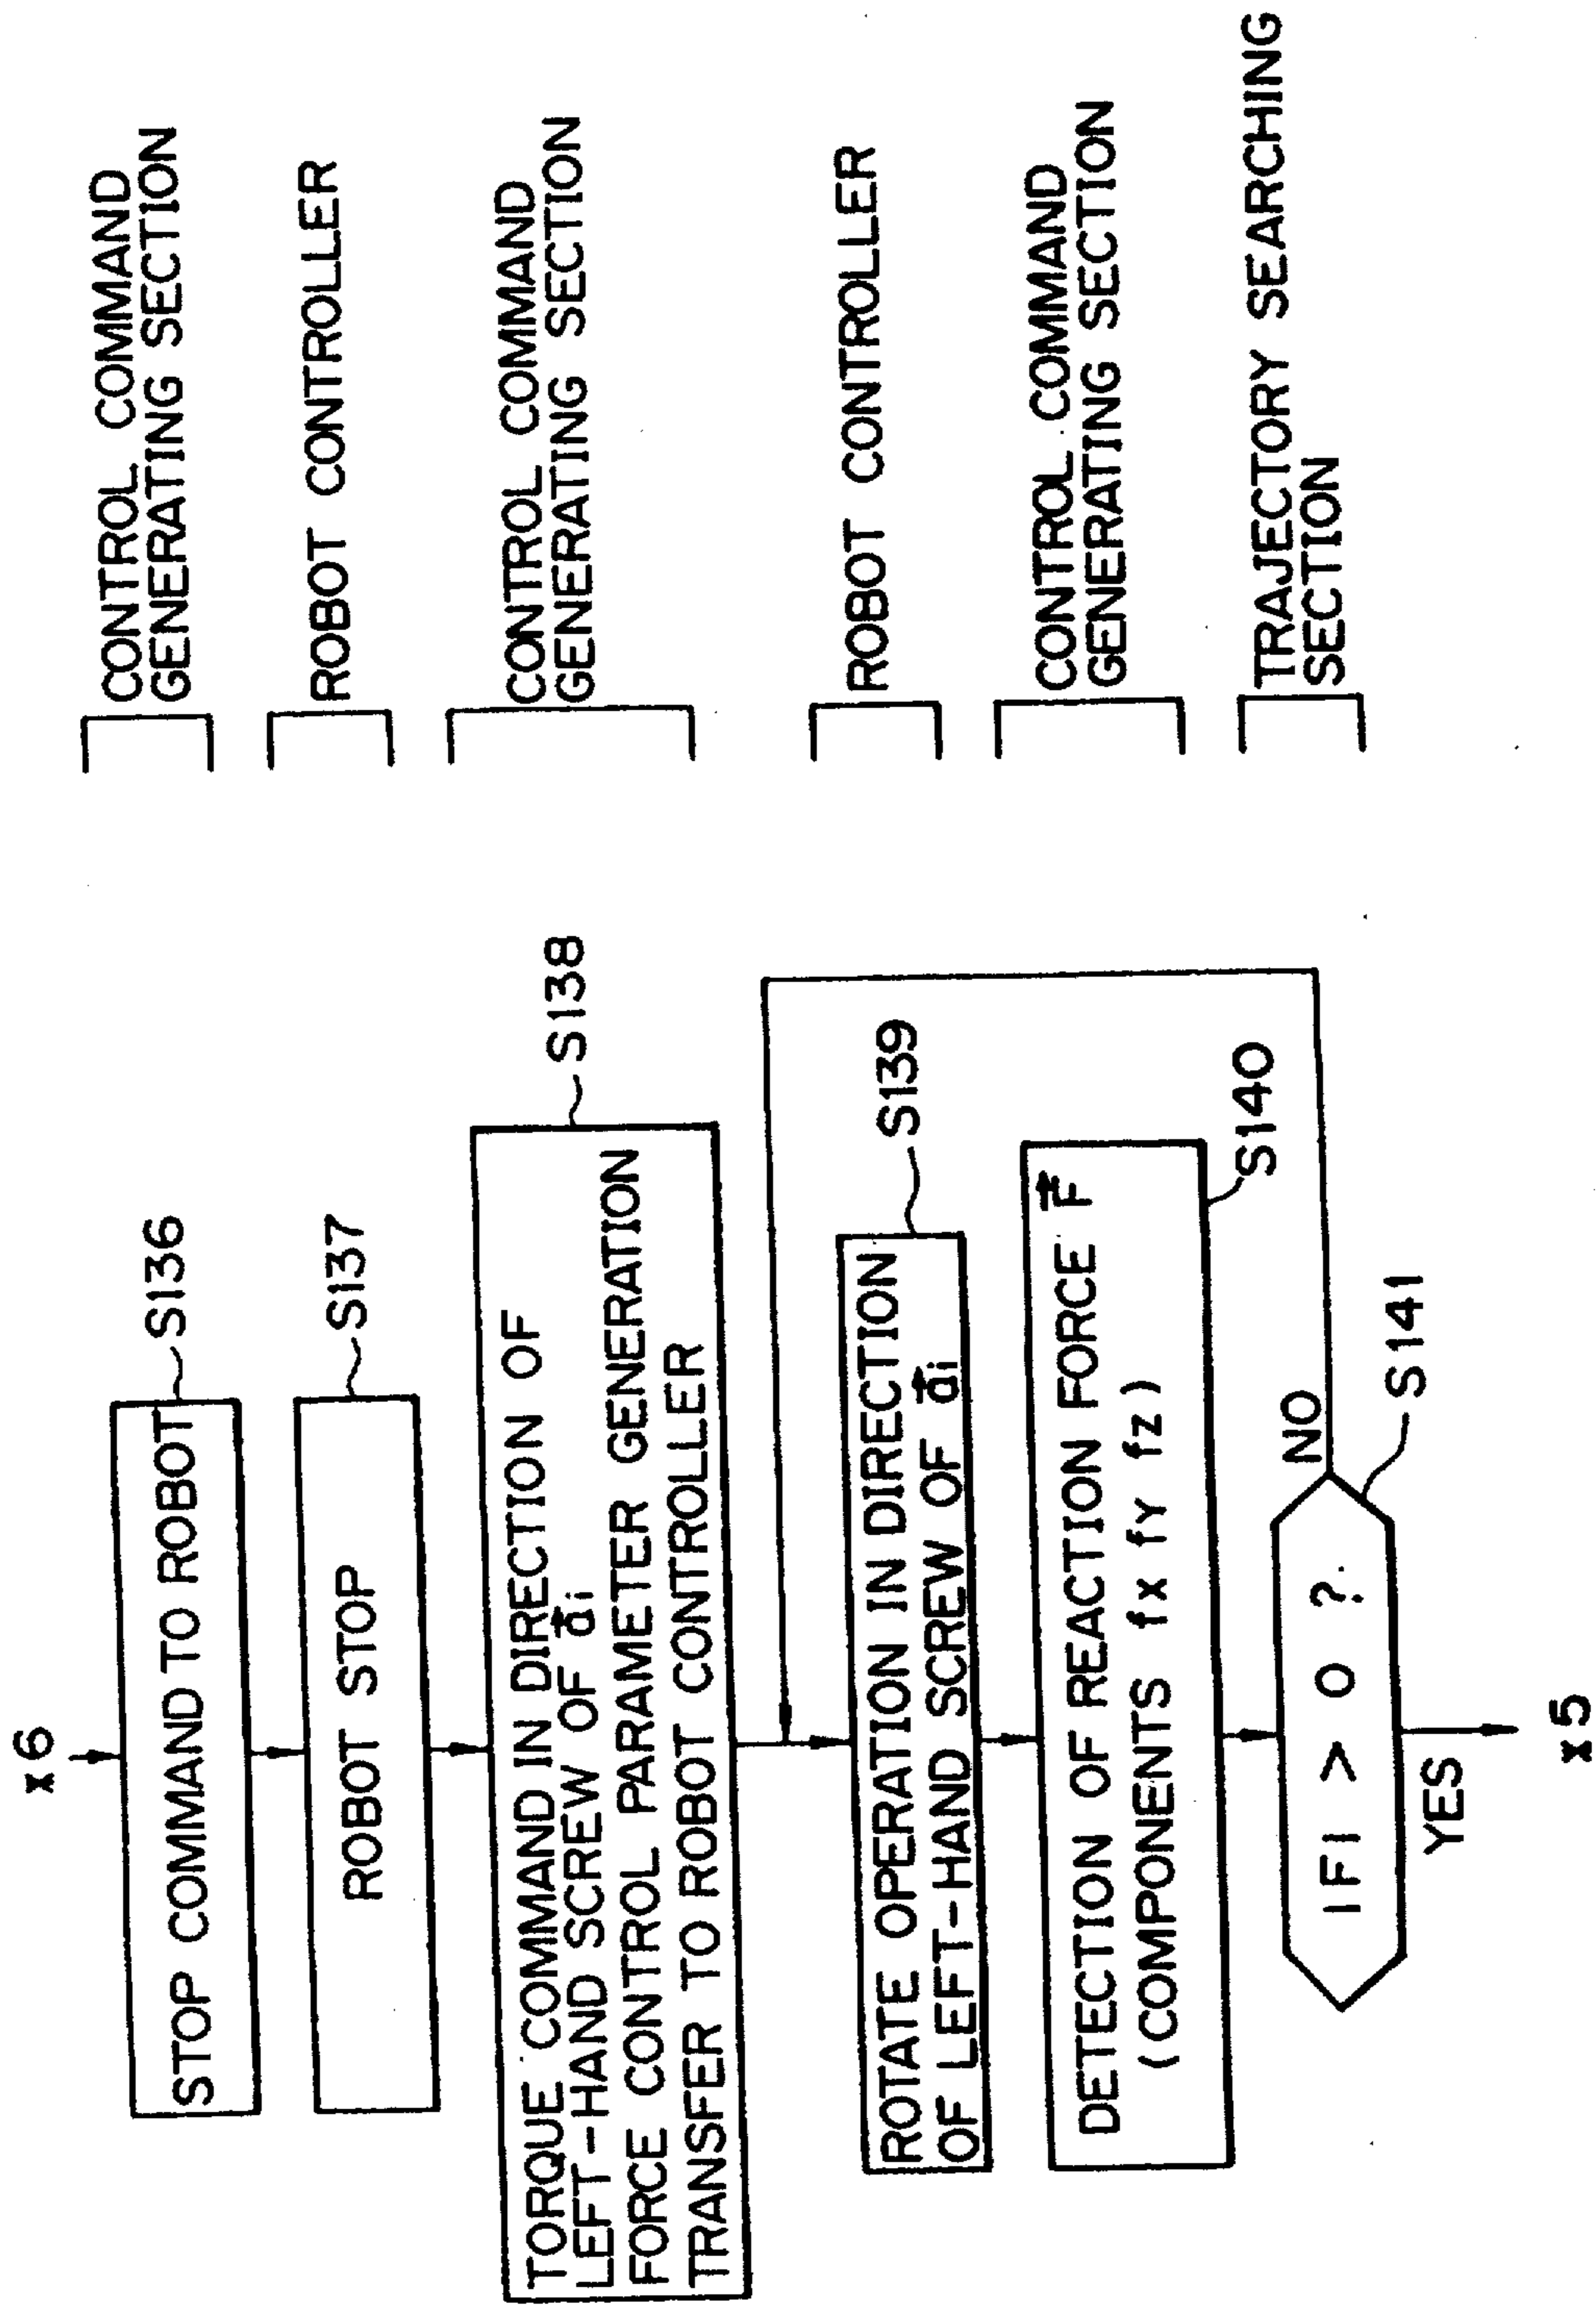 x6
STOP COMMAND TO ROBOT
S136
CONTROL COMMAND
GENERATING SECTION
ROBOT STOP
S137
ROBOT CONTROLLER
TORQUE COMMAND IN DIRECTION OF
LEFT-HAND SCREW OF a⃗i
FORCE CONTROL PARAMETER GENERATION
TRANSFER TO ROBOT CONTROLLER
S138
CONTROL COMMAND
GENERATING SECTION
ROTATE OPERATION IN DIRECTION
OF LEFT-HAND SCREW OF a⃗i
S139
ROBOT CONTROLLER
DETECTION OF REACTION FORCE F⃗
(COMPONENTS fx fY fz)
S140
CONTROL COMMAND
GENERATING SECTION
|F| > 0 ?
S141
NO
YES
TRAJECTORY SEARCHING
SECTION
x5